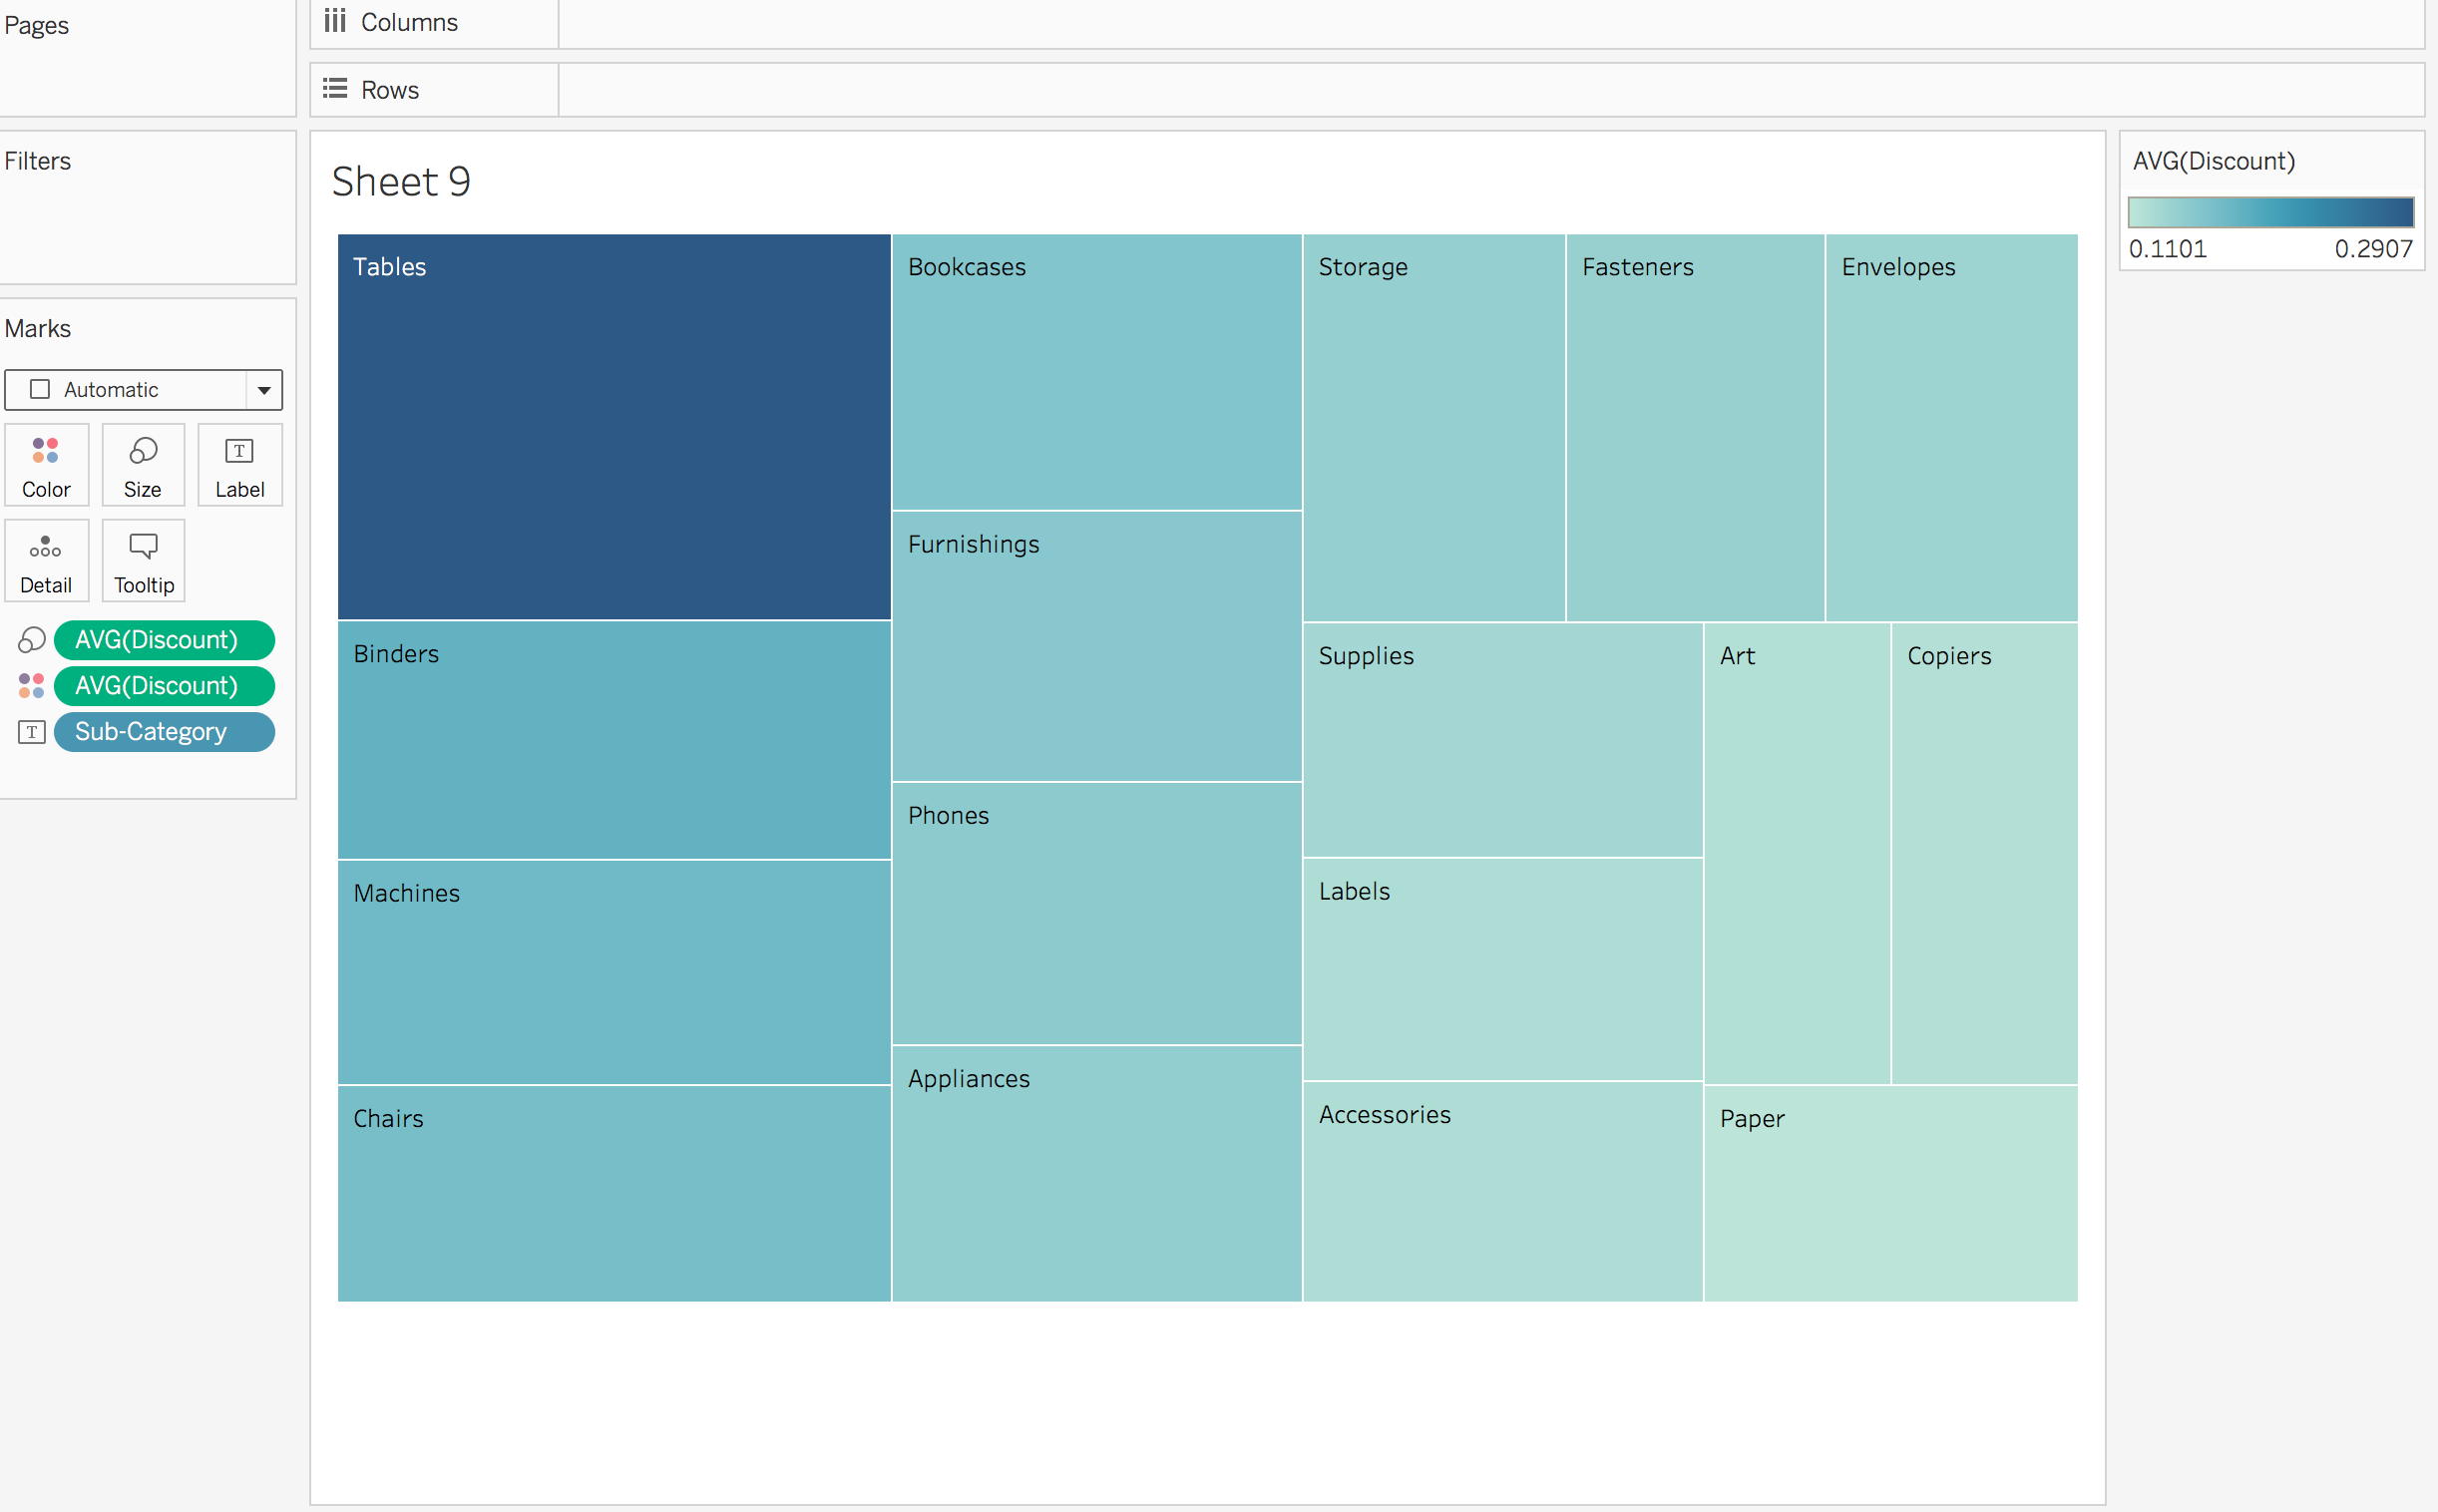 Pages
Columns
Rows
Filters
Marks
Automatic
Color
Size
T
Label
Detail
Tooltip
AVG(Discount)
AVG(Discount)
T
Sub-Category
Sheet 9
Tables
Bookcases
Storage
Fasteners
Envelopes
Furnishings
Binders
Supplies
Art
Copiers
Phones
Machines
Labels
Appliances
Accessories
Chairs
Paper
AVG(Discount)
0.1101 0.2907